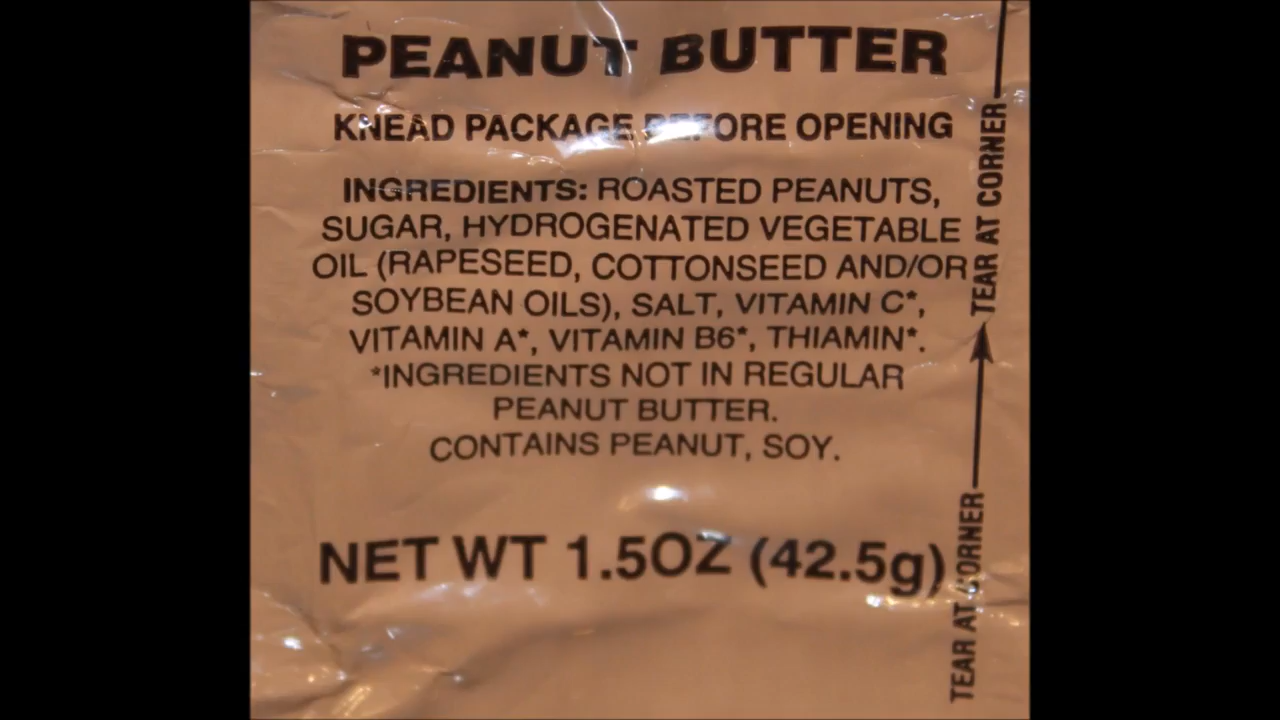 PEANUT BUTTER
KNEAD PACKAGE BEFORE OPENING
INGREDIENTS: ROASTED PEANUTS,
SUGAR, HYDROGENATED VEGETABLE
OIL (RAPESEED, COTTONSEED AND/OR
SOYBEAN OILS), SALT, VITAMIN C*,
VITAMIN A*, VITAMIN B6*, THIAMIN*.
*INGREDIENTS NOT IN REGULAR
PEANUT BUTTER.
CONTAINS PEANUT, SOY.
NET WT 1.5OZ (42.5g)
TEAR AT CORNER
TEAR AT CORNER